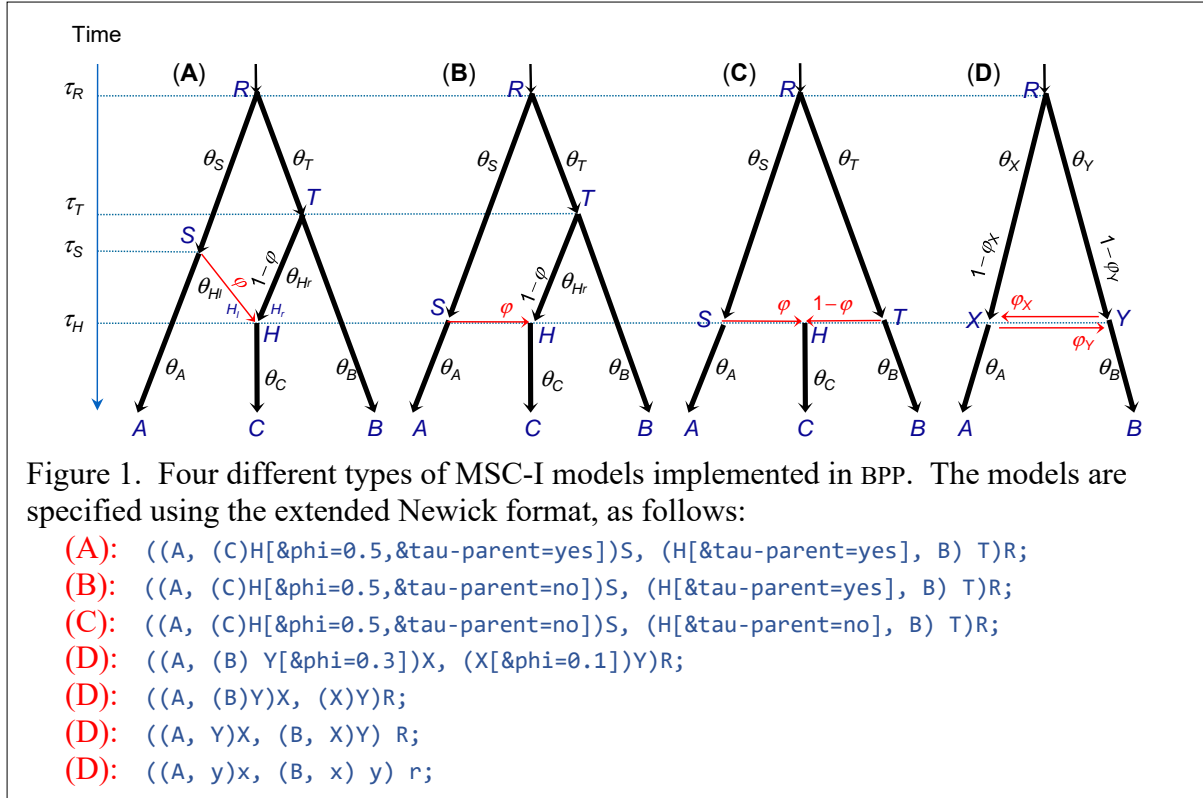 Time
(A) (B) (C) (D)
τR R R R R
θS θT θS θT θS θT θX θY
τT T T
τS S
φ 1−φ 1−φ 1−φX 1−φY
θHl θHr θHr
Hl Hr
τH H S φ H S φ H 1−φ T X φX Y
φY
θA θC θB θA θC θB θA θC θB θA θB
A C B A C B A C B A B
Figure 1. Four different types of MSC-I models implemented in BPP. The models are
specified using the extended Newick format, as follows:
(A): ((A, (C)H[&phi=0.5,&tau-parent=yes])S, (H[&tau-parent=yes], B) T)R;
(B): ((A, (C)H[&phi=0.5,&tau-parent=no])S, (H[&tau-parent=yes], B) T)R;
(C): ((A, (C)H[&phi=0.5,&tau-parent=no])S, (H[&tau-parent=no], B) T)R;
(D): ((A, (B) Y[&phi=0.3])X, (X[&phi=0.1])Y)R;
(D): ((A, (B)Y)X, (X)Y)R;
(D): ((A, Y)X, (B, X)Y) R;
(D): ((A, y)x, (B, x) y) r;